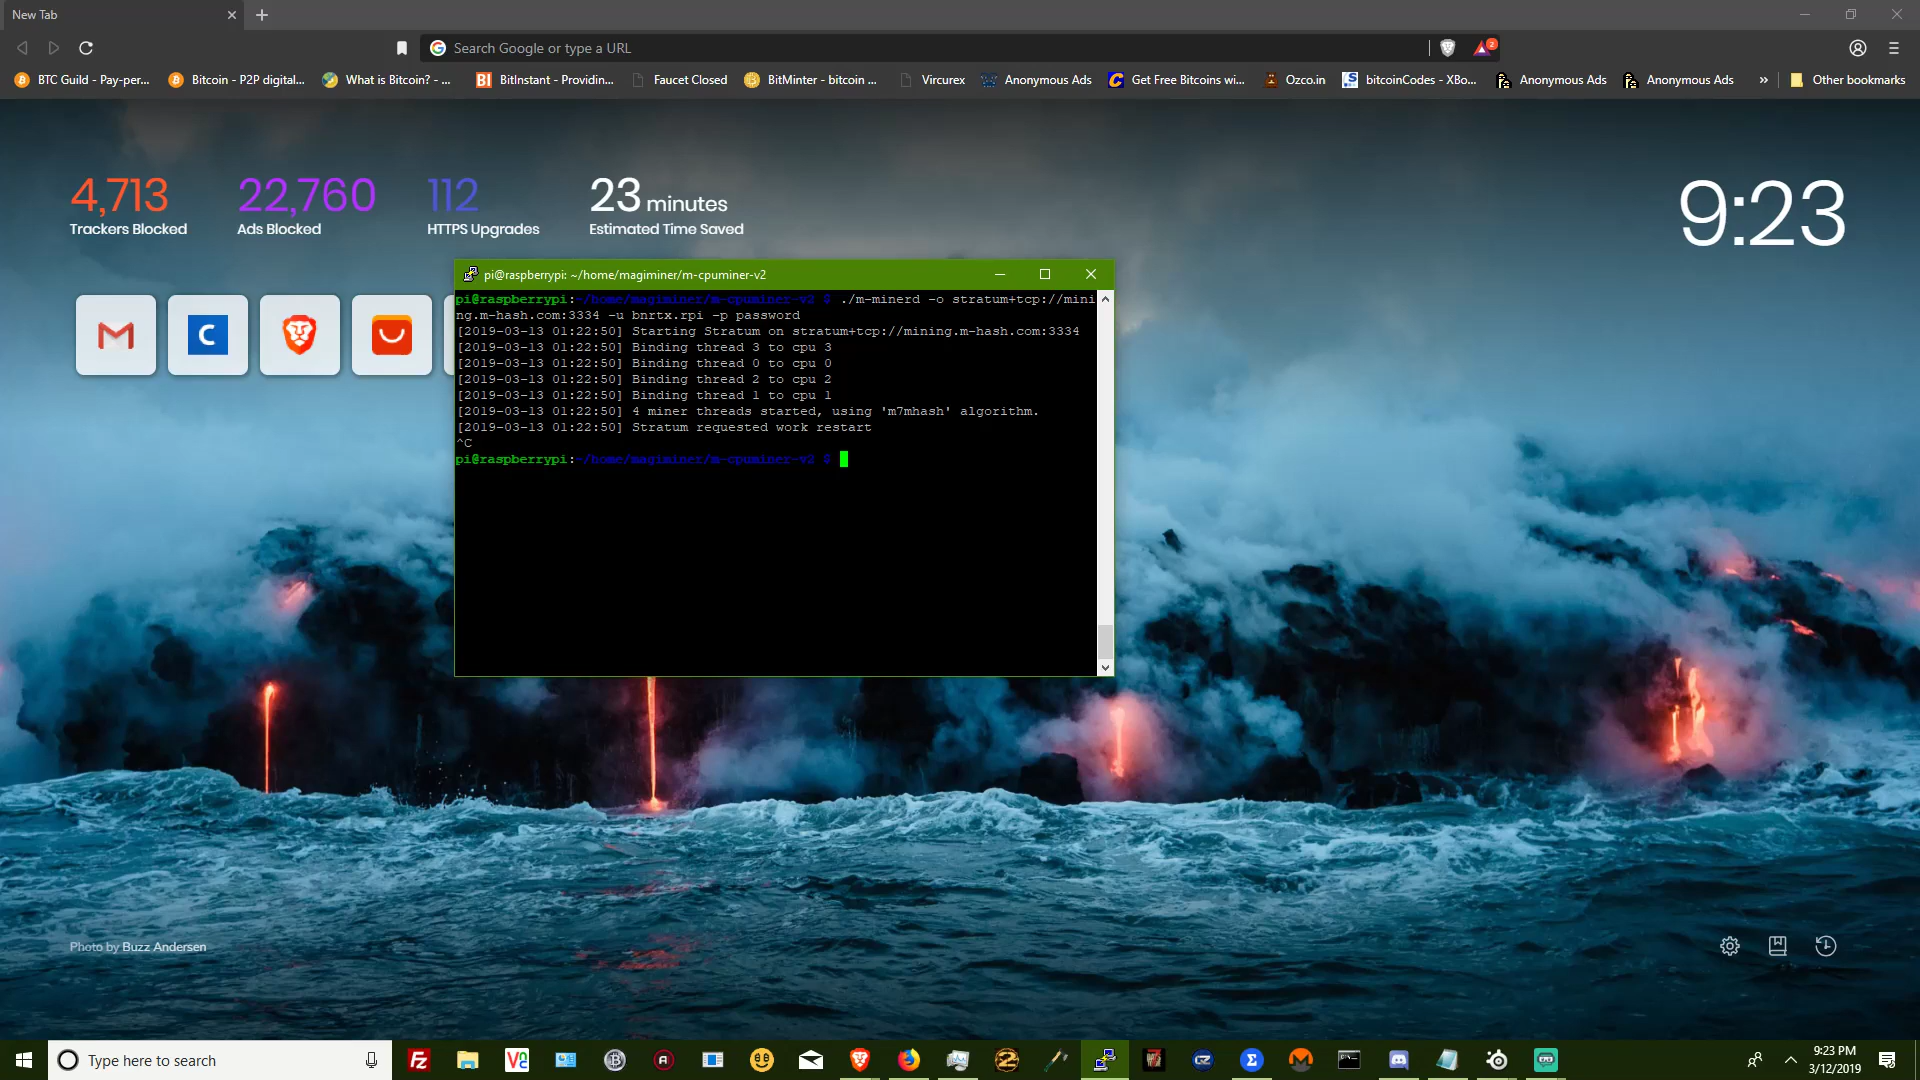 New Tab
Search Google or type a URL
2
BTC Guild - Pay-per...
Bitcoin - P2P digital...
What is Bitcoin? - ...
BI
BitInstant - Providin...
Faucet Closed
BitMinter - bitcoin ...
Vircurex
Anonymous Ads
Get Free Bitcoins wi...
Ozco.in
bitcoinCodes - XBo...
Anonymous Ads
Anonymous Ads
»
Other bookmarks
4,713
Trackers Blocked
22,760
Ads Blocked
112
HTTPS Upgrades
23 minutes
Estimated Time Saved
9:23
C
pi@raspberrypi: ~/home/magiminer/m-cpuminer-v2
pi@raspberrypi:~/home/magiminer/m-cpuminer-v2 $ ./m-minerd -o stratum+tcp://mini
ng.m-hash.com:3334 -u bnrtx.rpi -p password
[2019-03-13 01:22:50] Starting Stratum on stratum+tcp://mining.m-hash.com:3334
[2019-03-13 01:22:50] Binding thread 3 to cpu 3
[2019-03-13 01:22:50] Binding thread 0 to cpu 0
[2019-03-13 01:22:50] Binding thread 2 to cpu 2
[2019-03-13 01:22:50] Binding thread 1 to cpu 1
[2019-03-13 01:22:50] 4 miner threads started, using 'm7mhash' algorithm.
[2019-03-13 01:22:50] Stratum requested work restart
^C
pi@raspberrypi:~/home/magiminer/m-cpuminer-v2 $
Photo by Buzz Andersen
Type here to search
9:23 PM
3/12/2019